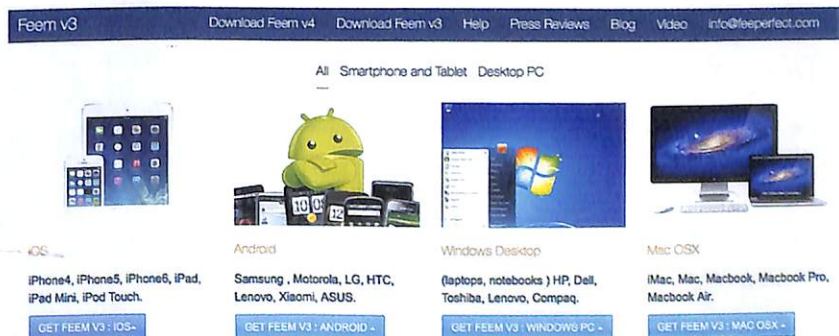 Feem v3 Download Feem v4 Download Feem v3 Help Press Reviews Blog Video info@feeperfect.com
All Smartphone and Tablet Desktop PC
iOS Android Windows Desktop Mac OSX
iPhone4, iPhone5, iPhone6, iPad, Samsung , Motorola, LG, HTC, (laptops, notebooks ) HP, Dell, iMac, Mac, Macbook, Macbook Pro,
iPad Mini, iPod Touch. Lenovo, Xiaomi, ASUS. Toshiba, Lenovo, Compaq. Macbook Air.
GET FEEM V3 : IOS GET FEEM V3 : ANDROID GET FEEM V3 : WINDOWS PC GET FEEM V3 : MAC OSX